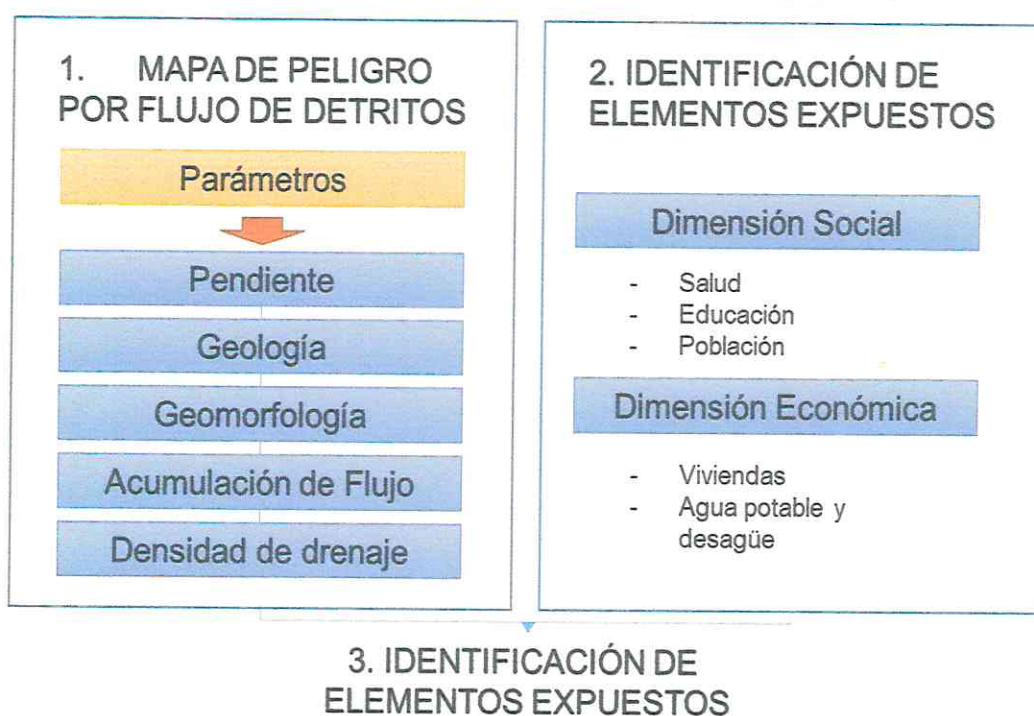 1. MAPA DE PELIGRO
POR FLUJO DE DETRITOS
Parámetros
Pendiente
Geología
Geomorfología
Acumulación de Flujo
Densidad de drenaje
2. IDENTIFICACIÓN DE
ELEMENTOS EXPUESTOS
Dimensión Social
- Salud
- Educación
- Población
Dimensión Económica
- Viviendas
- Agua potable y
desagüe
3. IDENTIFICACIÓN DE
ELEMENTOS EXPUESTOS